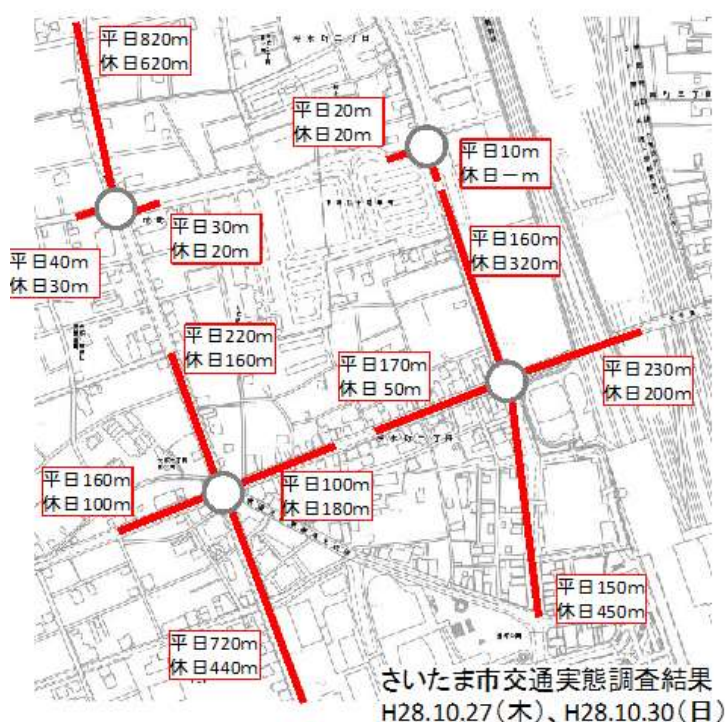 平日820m
休日620m
平日20m
休日20m
平日10m
休日ーm
平日30m
休日20m
平日40m
休日30m
平日160m
休日320m
平日220m
休日160m
平日170m
休日 50m
平日230m
休日200m
平日160m
休日100m
平日100m
休日180m
平日150m
休日450m
平日720m
休日440m
さいたま市交通実態調査結果
H28.10.27(木)、H28.10.30(日)